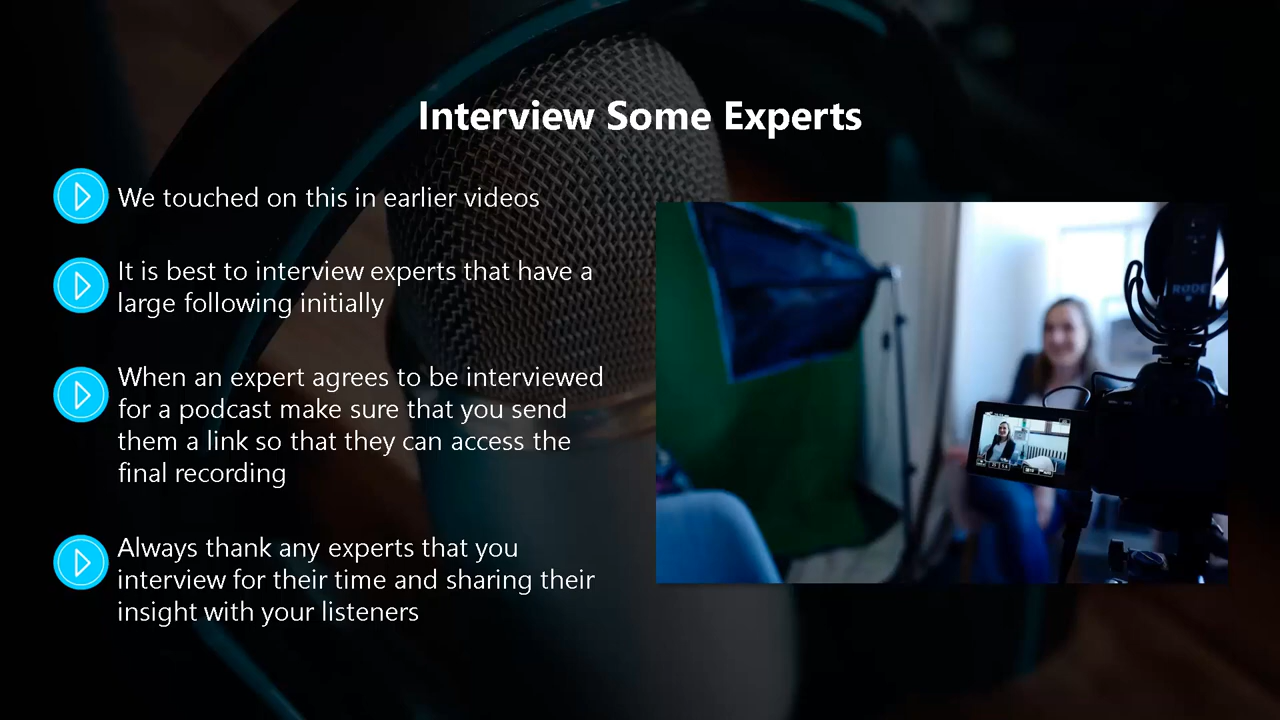 Interview Some Experts
We touched on this in earlier videos
It is best to interview experts that have a
large following initially
When an expert agrees to be interviewed
for a podcast make sure that you send
them a link so that they can access the
final recording
Always thank any experts that you
interview for their time and sharing their
insight with your listeners
RODE